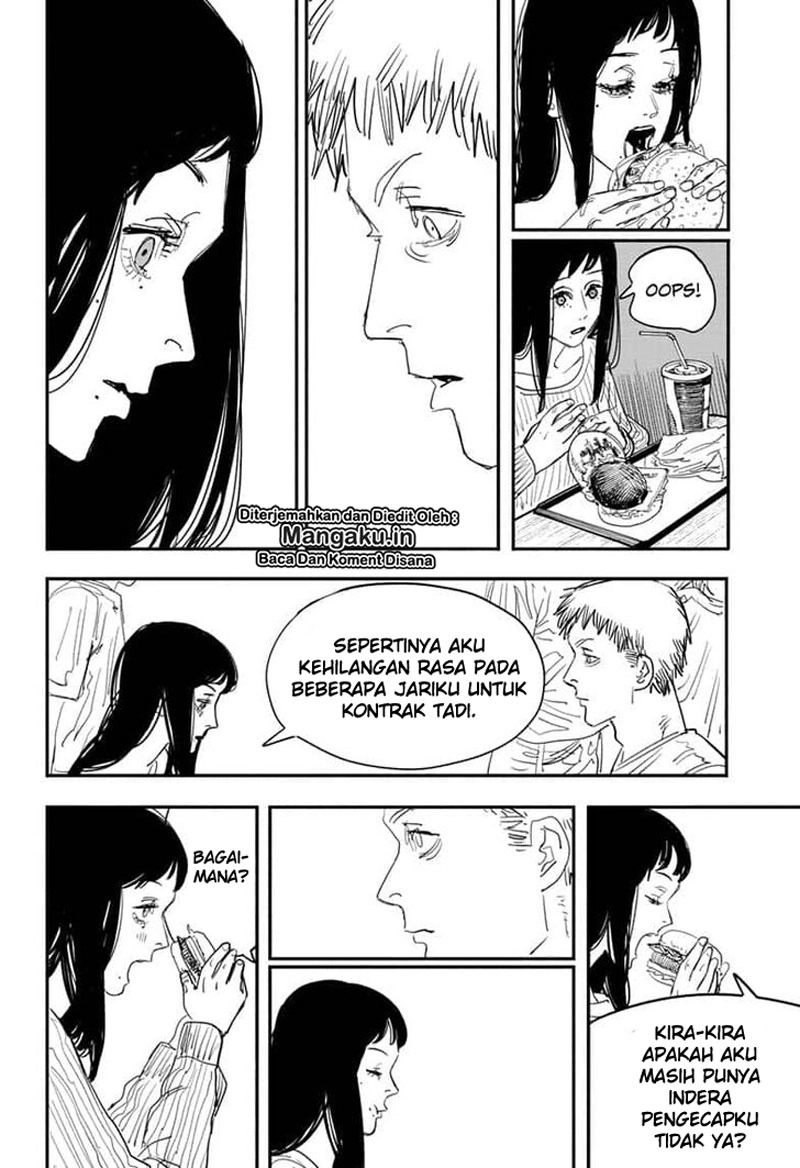 OOPS!
Diterjemahkan dan Diedit Oleh :
Mangaku.in
Baca Dan Koment Disana
SEPERTINYA AKU
KEHILANGAN RASA PADA
BEBERAPA JARIKU UNTUK
KONTRAK TADI.
KIRA-KIRA
APAKAH AKU
MASIH PUNYA
INDERA
PENGECAPKU
TIDAK YA?
BAGAI-
MANA?